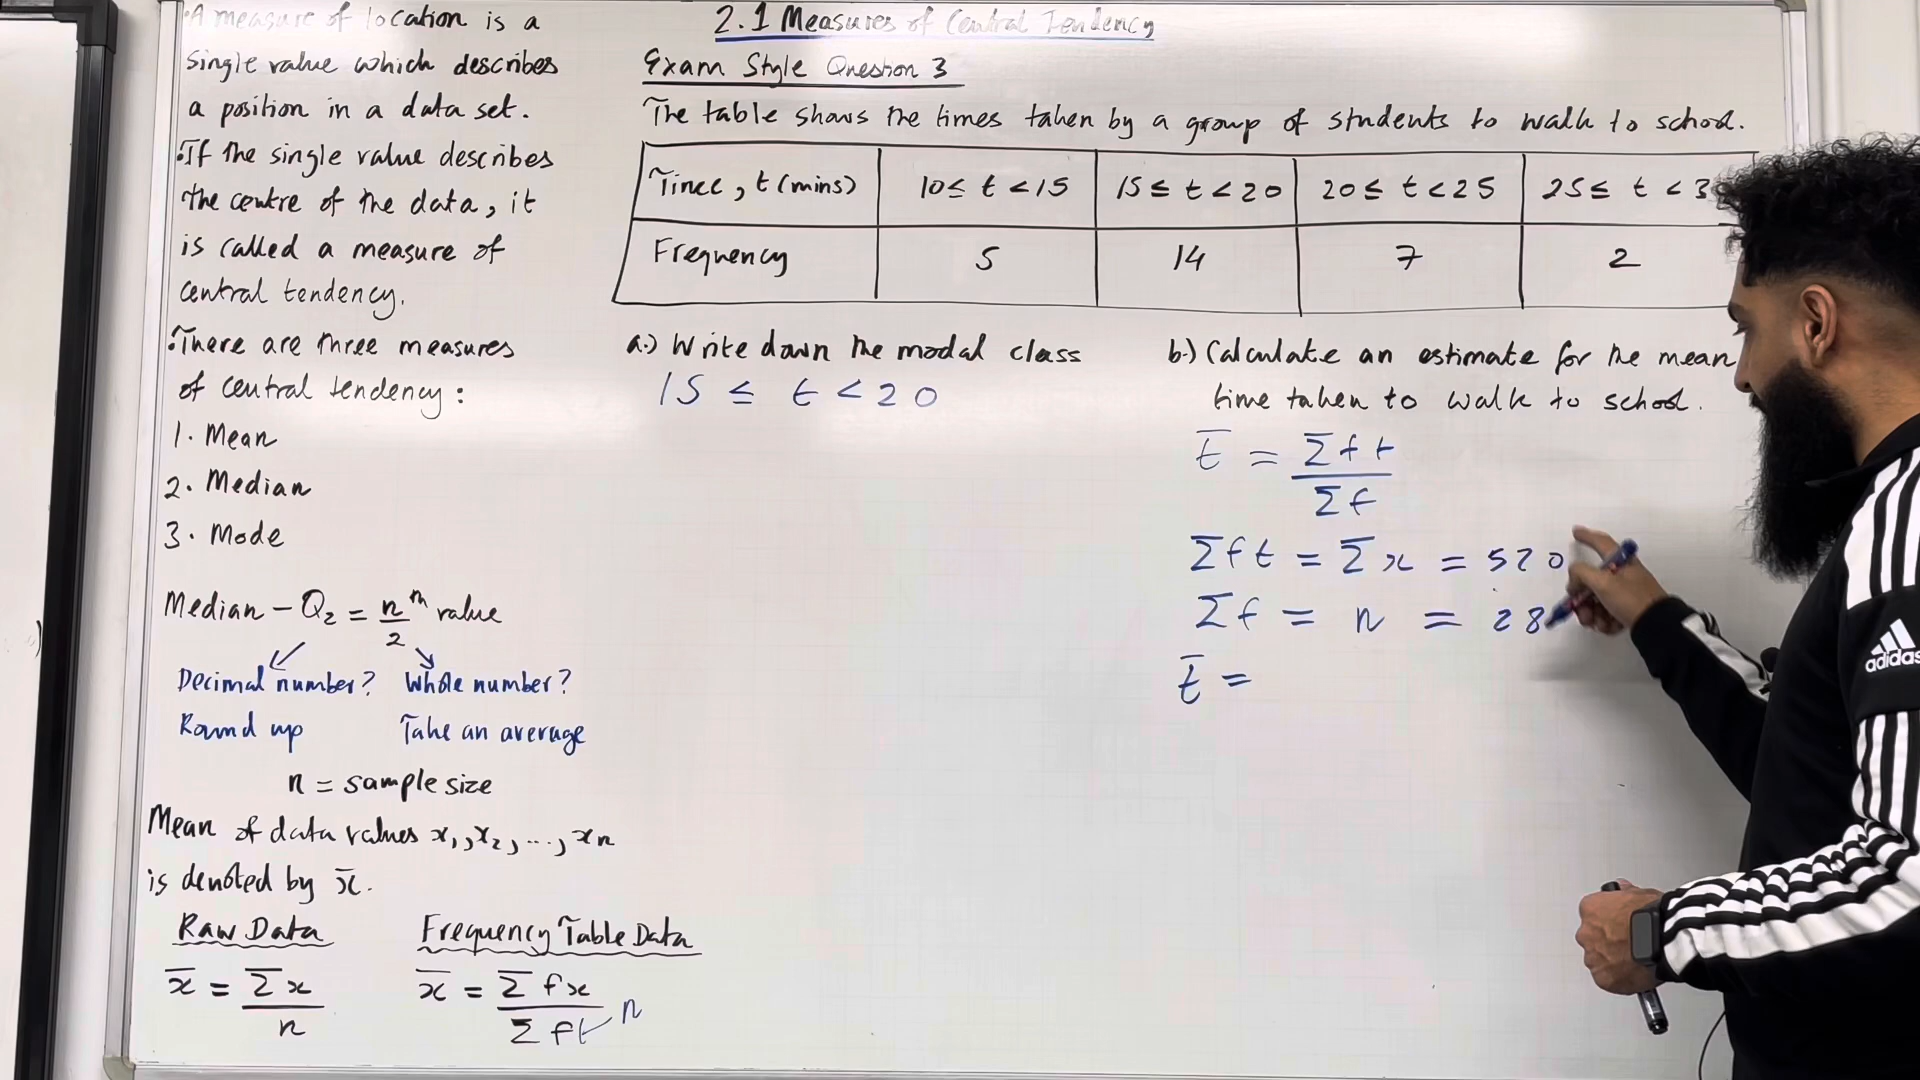 2.1 Measures of Central Tendency
• A measure of location is a
single value which describes
a position in a data set.
• If the single value describes
the centre of the data, it
is called a measure of
central tendency.
• There are three measures
of central tendency:
1. Mean
2. Median
3. Mode
Median - Q₂ = n/2 th value
Decimal number? Whole number?
Round up Take an average
n = sample size
Mean of data values x₁, x₂, ..., xn
is denoted by x̄.
Raw Data Frequency Table Data
x̄ = Σx/n x̄ = Σfx/Σft n
Exam Style Question 3
The table shows the times taken by a group of students to walk to school.
Time, t (mins) 10 ≤ t < 15 15 ≤ t < 20 20 ≤ t < 25 25 ≤ t < 3
Frequency 5 14 7 2
a.) Write down the modal class
15 ≤ t < 20
b.) Calculate an estimate for the mean
time taken to walk to school.
t̄ = Σft/Σf
Σft = Σx = 520
Σf = n = 28
t̄ =
adidas